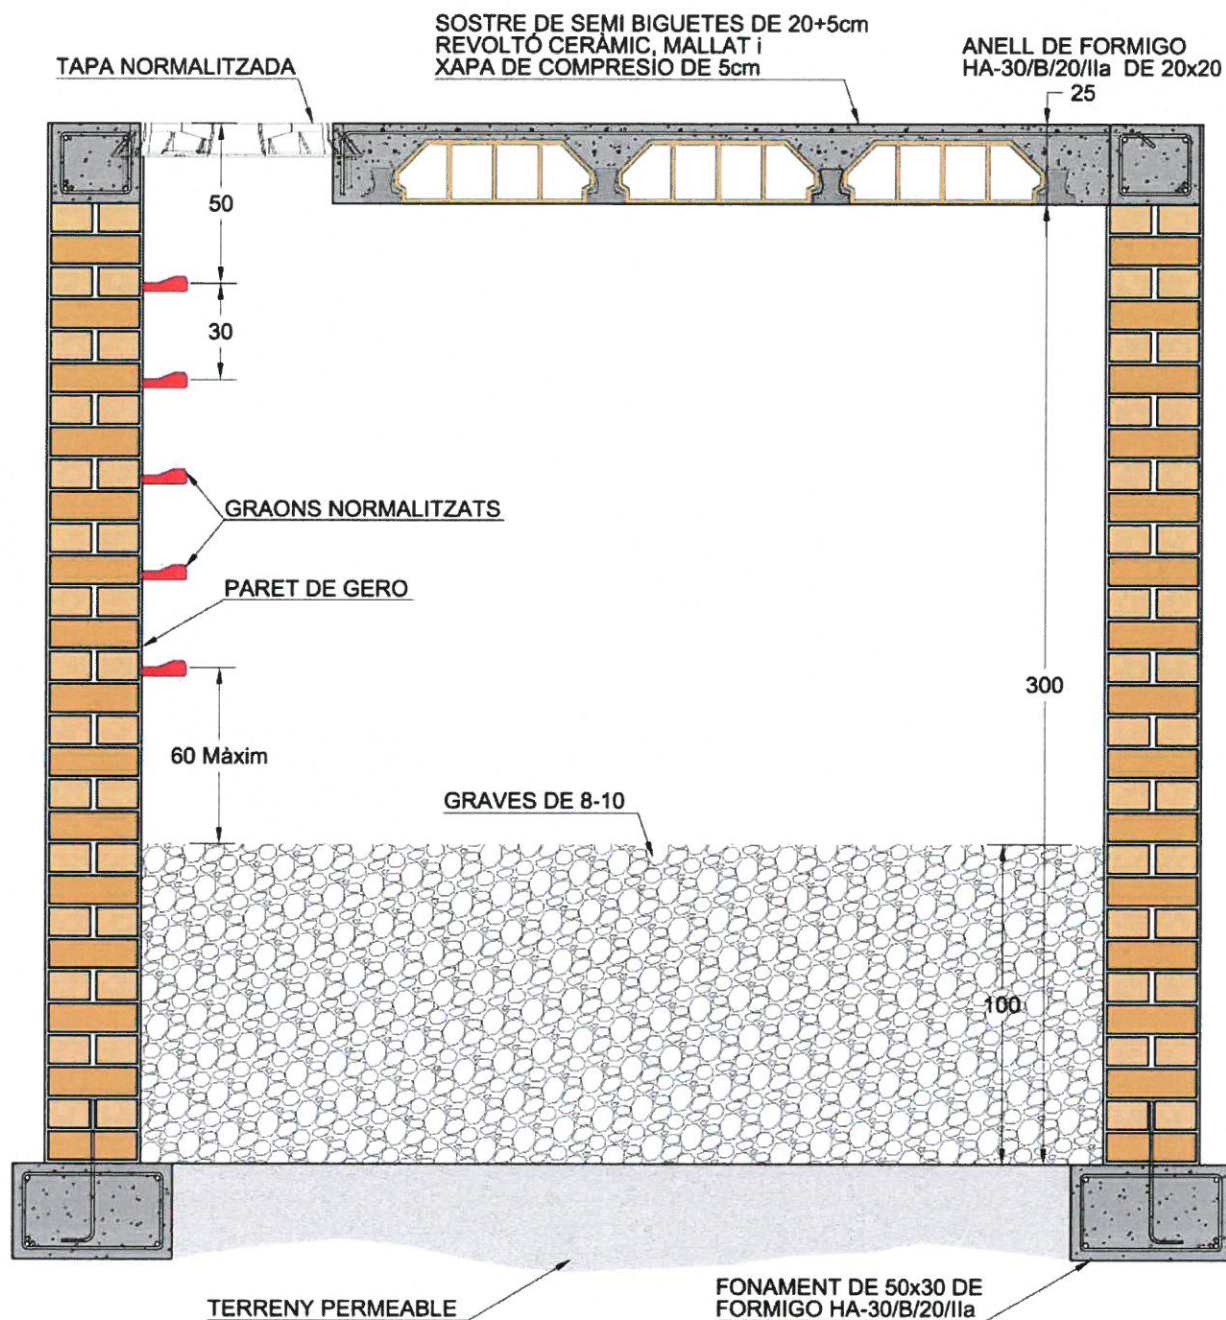 SOSTRE DE SEMI BIGUETES DE 20+5cm
REVOLTÓ CERÀMIC, MALLAT i
XAPA DE COMPRESIO DE 5cm
TAPA NORMALITZADA
ANELL DE FORMIGO
HA-30/B/20/IIa DE 20x20
25
50
30
GRAONS NORMALITZATS
PARET DE GERO
300
60 Màxim
GRAVES DE 8-10
100
TERRENY PERMEABLE
FONAMENT DE 50x30 DE
FORMIGO HA-30/B/20/IIa